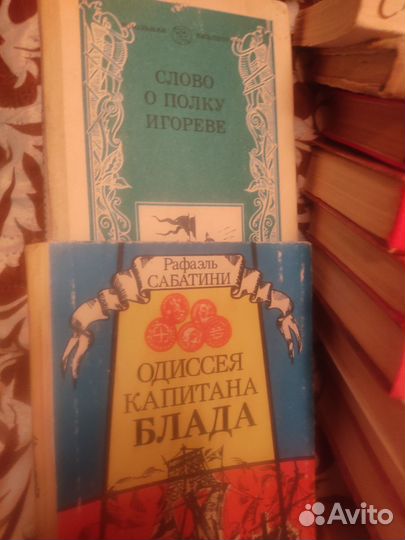 СЛОВО
О ПОЛКУ
ИГОРЕВЕ
Рафаэль
САБАТИНИ
ОДИССЕЯ
КАПИТАНА
БЛАДА
Avito